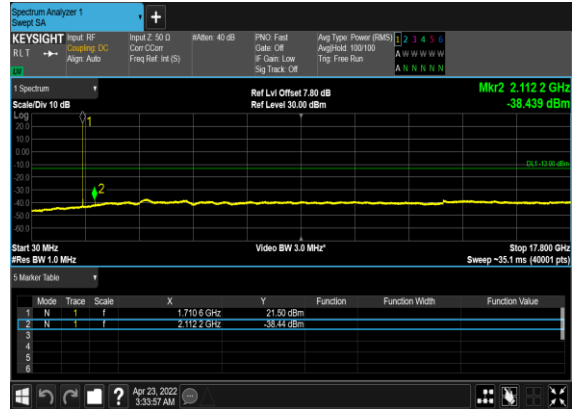 Spectrum Analyzer 1
Swept SA
+
KEYSIGHT Input: RF Input Z: 50 Ω #Atten: 40 dB PNO: Fast Avg Type: Power (RMS) 1 2 3 4 5 6
RLT Coupling: DC Corr CCorr Gate: Off Avg|Hold: 100/100 A W W W W W
Align: Auto Freq Ref: Int (S) IF Gain: Low Trig: Free Run
Sig Track: Off A N N N N N
1 Spectrum Ref Lvl Offset 7.80 dB Mkr2 2.112 2 GHz
Scale/Div 10 dB Ref Level 30.00 dBm -38.439 dBm
Log
1
20.0
10.0
0.00
-10.0 DL1 -13.00 dBm
-20.0
-30.0 2
-40.0
-50.0
-60.0
Start 30 MHz Video BW 3.0 MHz* Stop 17.800 GHz
#Res BW 1.0 MHz Sweep ~35.1 ms (40001 pts)
5 Marker Table
Mode Trace Scale X Y Function Function Width Function Value
1 N 1 f 1.710 6 GHz 21.50 dBm
2 N 1 f 2.112 2 GHz -38.44 dBm
3
4
5
6
? Apr 23, 2022
3:33:57 AM